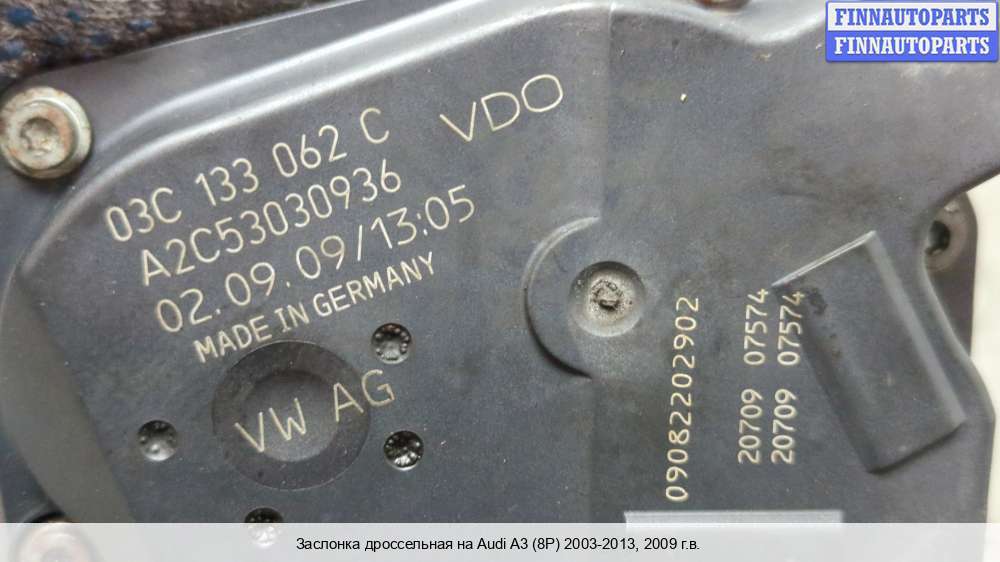 FINNAUTOPARTS
FINNAUTOPARTS
VDO
03C 133 062 C
A2C53030936
02.09.09/13:05
MADE IN GERMANY
VW AG
09082202902
20709 07574
20709 07574
Заслонка дроссельная на Audi A3 (8P) 2003-2013, 2009 г.в.